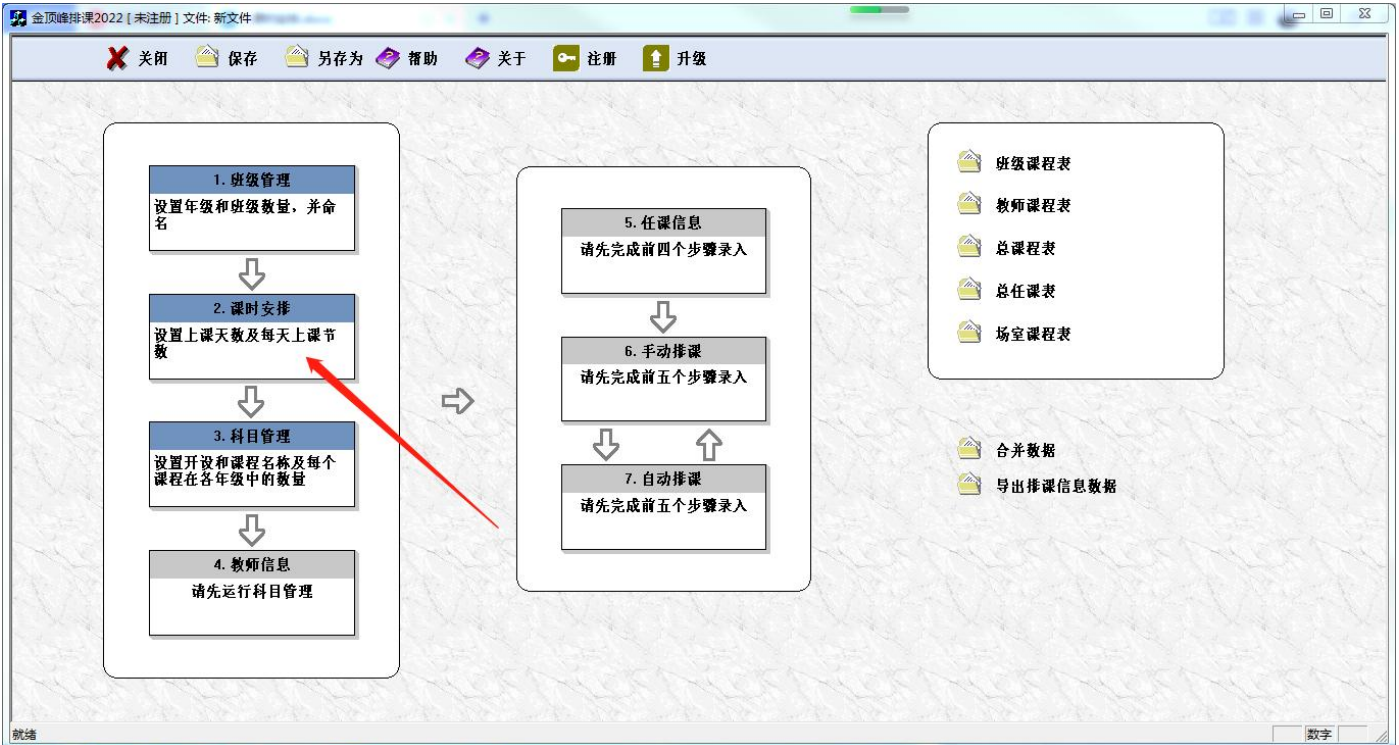 金顶峰排课2022 [ 未注册 ] 文件: 新文件
关闭 保存 另存为 帮助 关于 注册 升级
1. 班级管理
设置年级和班级数量，并命
名
2. 课时安排
设置上课天数及每天上课节
数
3. 科目管理
设置开设和课程名称及每个
课程在各年级中的数量
4. 教师信息
请先运行科目管理
5. 任课信息
请先完成前四个步骤录入
6. 手动排课
请先完成前五个步骤录入
7. 自动排课
请先完成前五个步骤录入
班级课程表
教师课程表
总课程表
总任课表
场室课程表
合并数据
导出排课信息数据
就绪
数字